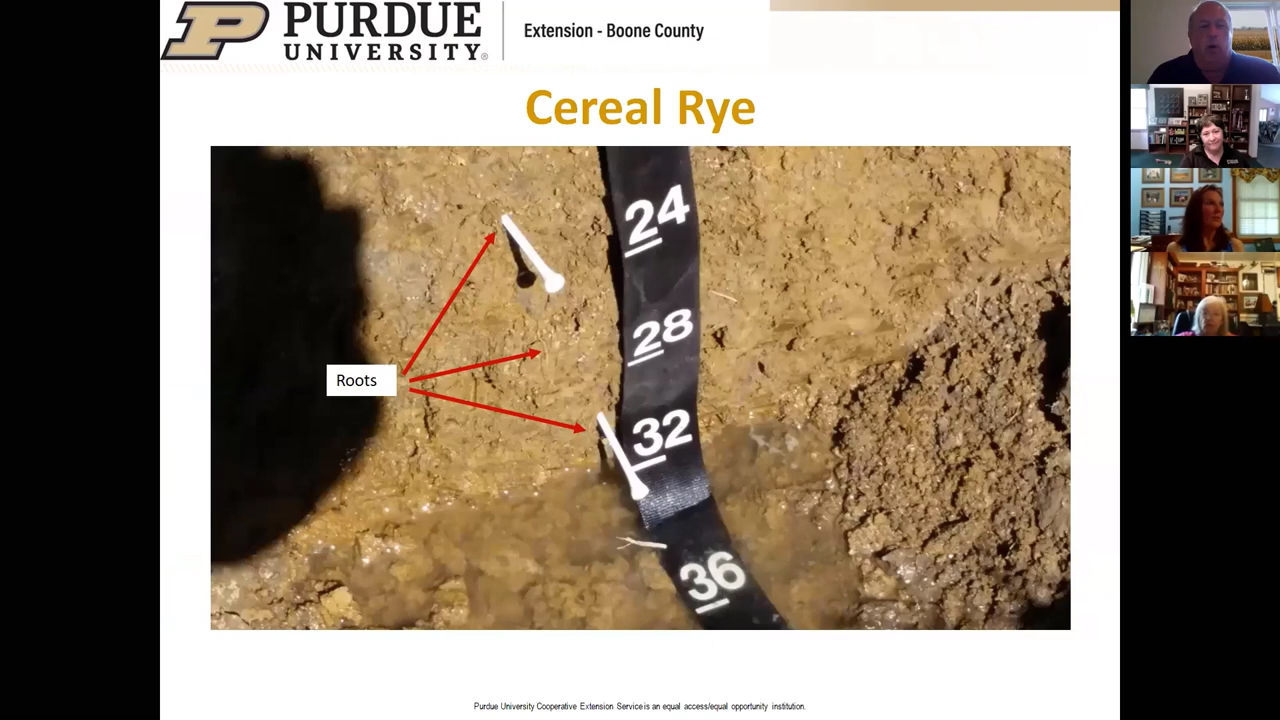 PURDUE
UNIVERSITY®
Extension - Boone County
Cereal Rye
24
28
Roots
32
36
Purdue University Cooperative Extension Service is an equal access/equal opportunity institution.